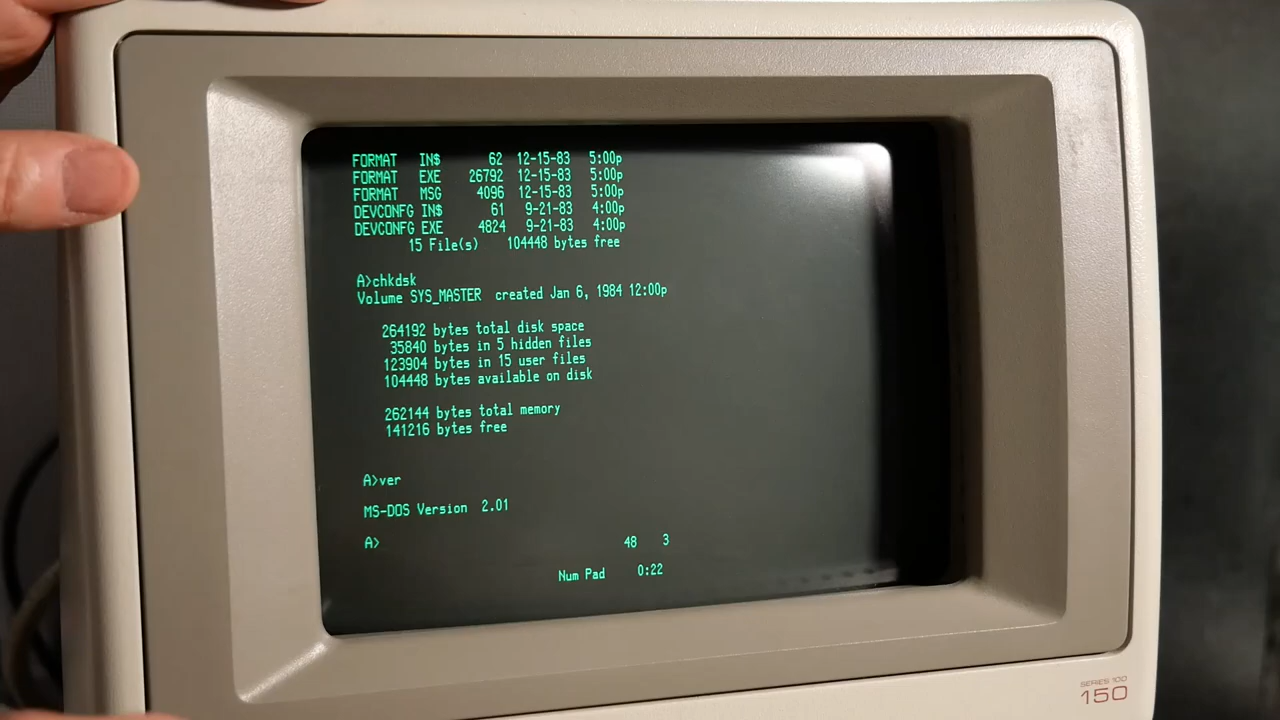 FORMAT IN$ 62 12-15-83 5:00p
FORMAT EXE 26792 12-15-83 5:00p
FORMAT MSG 4096 12-15-83 5:00p
DEVCONFG IN$ 61 9-21-83 4:00p
DEVCONFG EXE 4824 9-21-83 4:00p
15 File(s) 104448 bytes free
A>chkdsk
Volume SYS_MASTER created Jan 6, 1984 12:00p
264192 bytes total disk space
35840 bytes in 5 hidden files
123904 bytes in 15 user files
104448 bytes available on disk
262144 bytes total memory
141216 bytes free
A>ver
MS-DOS Version 2.01
A> 48 3
Num Pad 0:22
SERIES 100
150